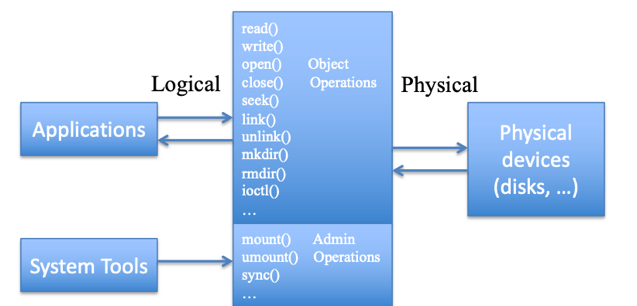 read()
write()
open() Object
Logical close() Operations Physical
seek()
link()
Applications
unlink()
mkdir()
rmdir()
ioctl()
…
Physical
devices
(disks, …)
mount() Admin
System Tools umount() Operations
sync()
…